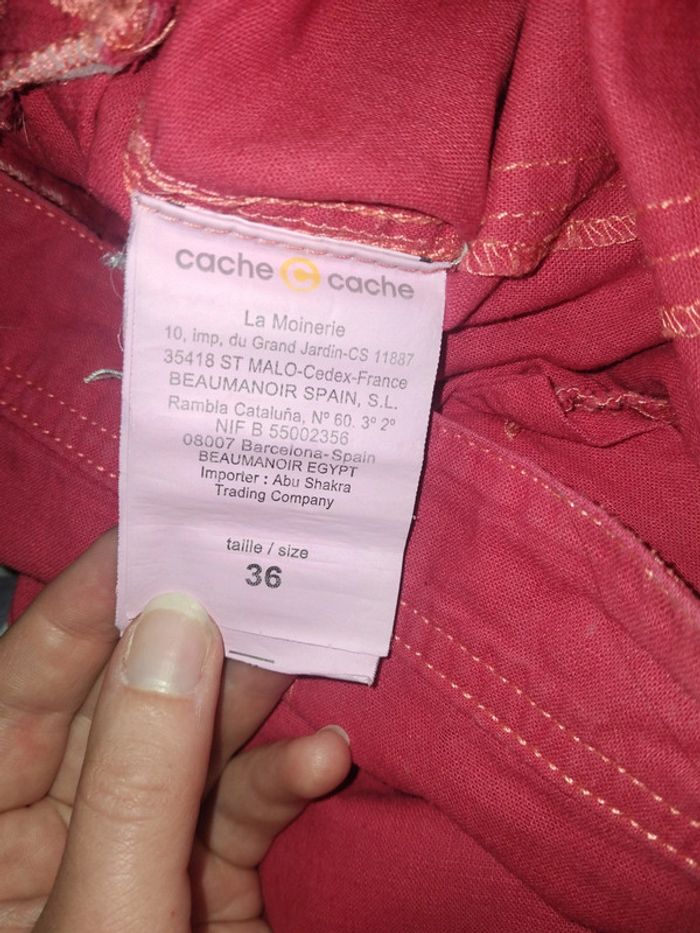 cache cache
La Moinerie
10, imp. du Grand Jardin-CS 11887
35418 ST MALO-Cedex-France
BEAUMANOIR SPAIN, S.L.
Rambla Cataluña, Nº 60. 3º 2º
NIF B 55002356
08007 Barcelona-Spain
BEAUMANOIR EGYPT
Importer : Abu Shakra
Trading Company
taille / size
36